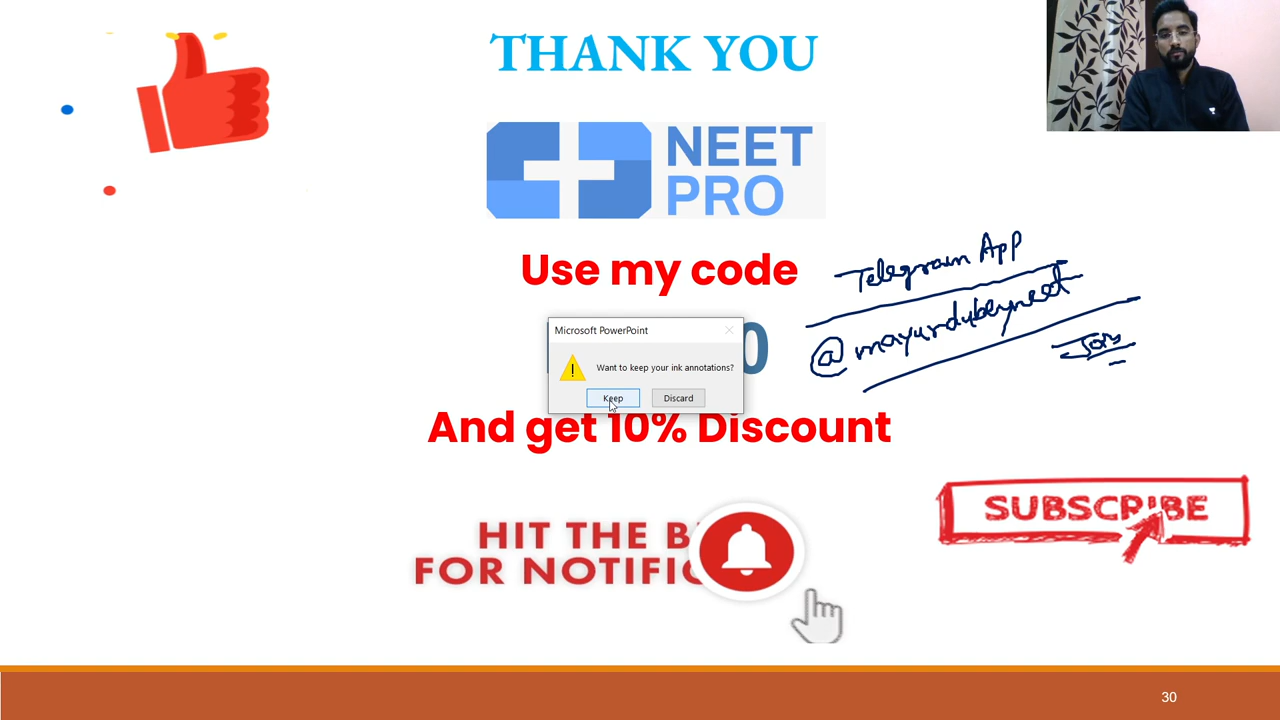 THANK YOU
NEET
PRO
Use my code
Telegram App
@mayurdubeyneet
Join
Microsoft PowerPoint
Want to keep your ink annotations?
Keep
Discard
And get 10% Discount
SUBSCRIBE
HIT THE
FOR
30